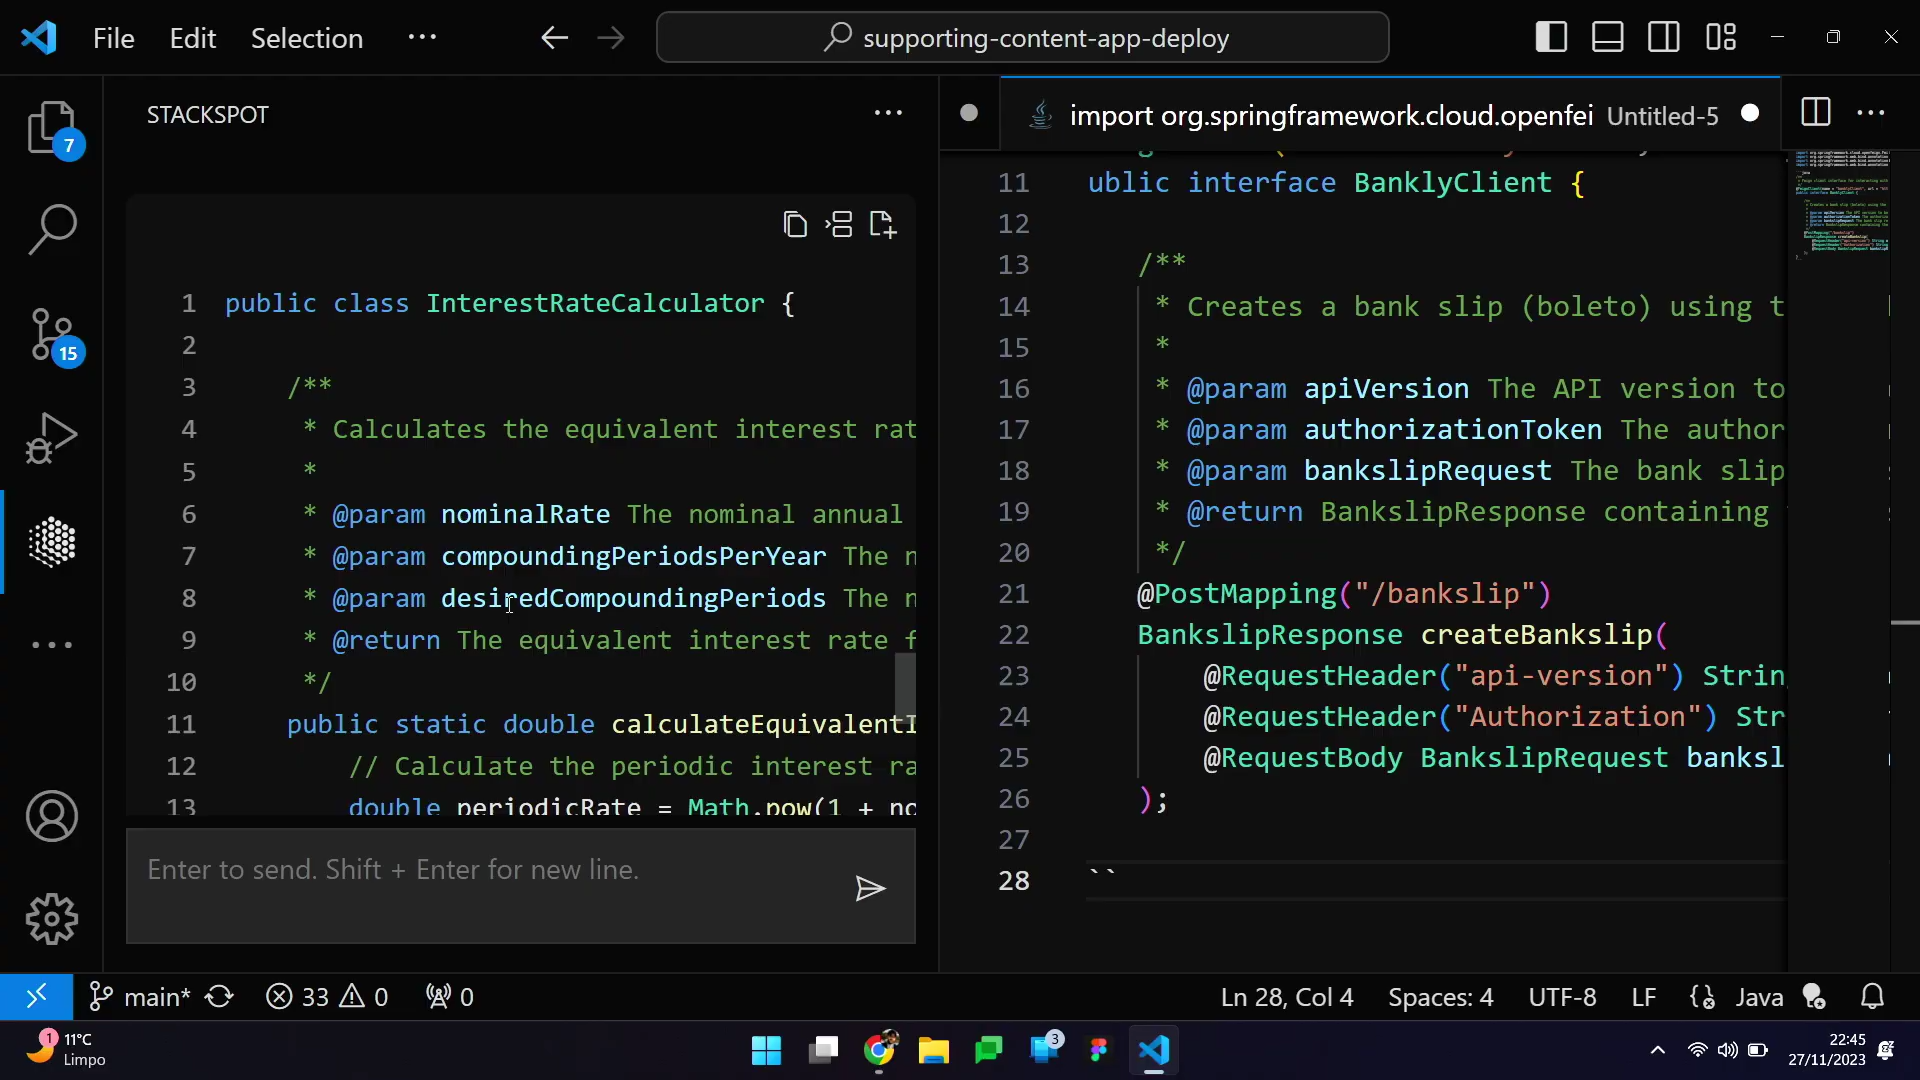 File Edit Selection ···
supporting-content-app-deploy
STACKSPOT
import org.springframework.cloud.openfei Untitled-5
7
15
1 public class InterestRateCalculator {
2
3 /**
4 * Calculates the equivalent interest rat
5 *
6 * @param nominalRate The nominal annual
7 * @param compoundingPeriodsPerYear The n
8 * @param desiredCompoundingPeriods The n
9 * @return The equivalent interest rate f
10 */
11 public static double calculateEquivalentI
12 // Calculate the periodic interest ra
13 double periodicRate = Math.pow(1 + no
Enter to send. Shift + Enter for new line.
11 ublic interface BanklyClient {
12
13 /**
14 * Creates a bank slip (boleto) using t
15 *
16 * @param apiVersion The API version to
17 * @param authorizationToken The author
18 * @param bankslipRequest The bank slip
19 * @return BankslipResponse containing
20 */
21 @PostMapping("/bankslip")
22 BankslipResponse createBankslip(
23 @RequestHeader("api-version") Strin
24 @RequestHeader("Authorization") Str
25 @RequestBody BankslipRequest banksl
26 );
27
28 ``
main* 33 0 0
Ln 28, Col 4 Spaces: 4 UTF-8 LF Java
1 11°C
Limpo
3
22:45
27/11/2023